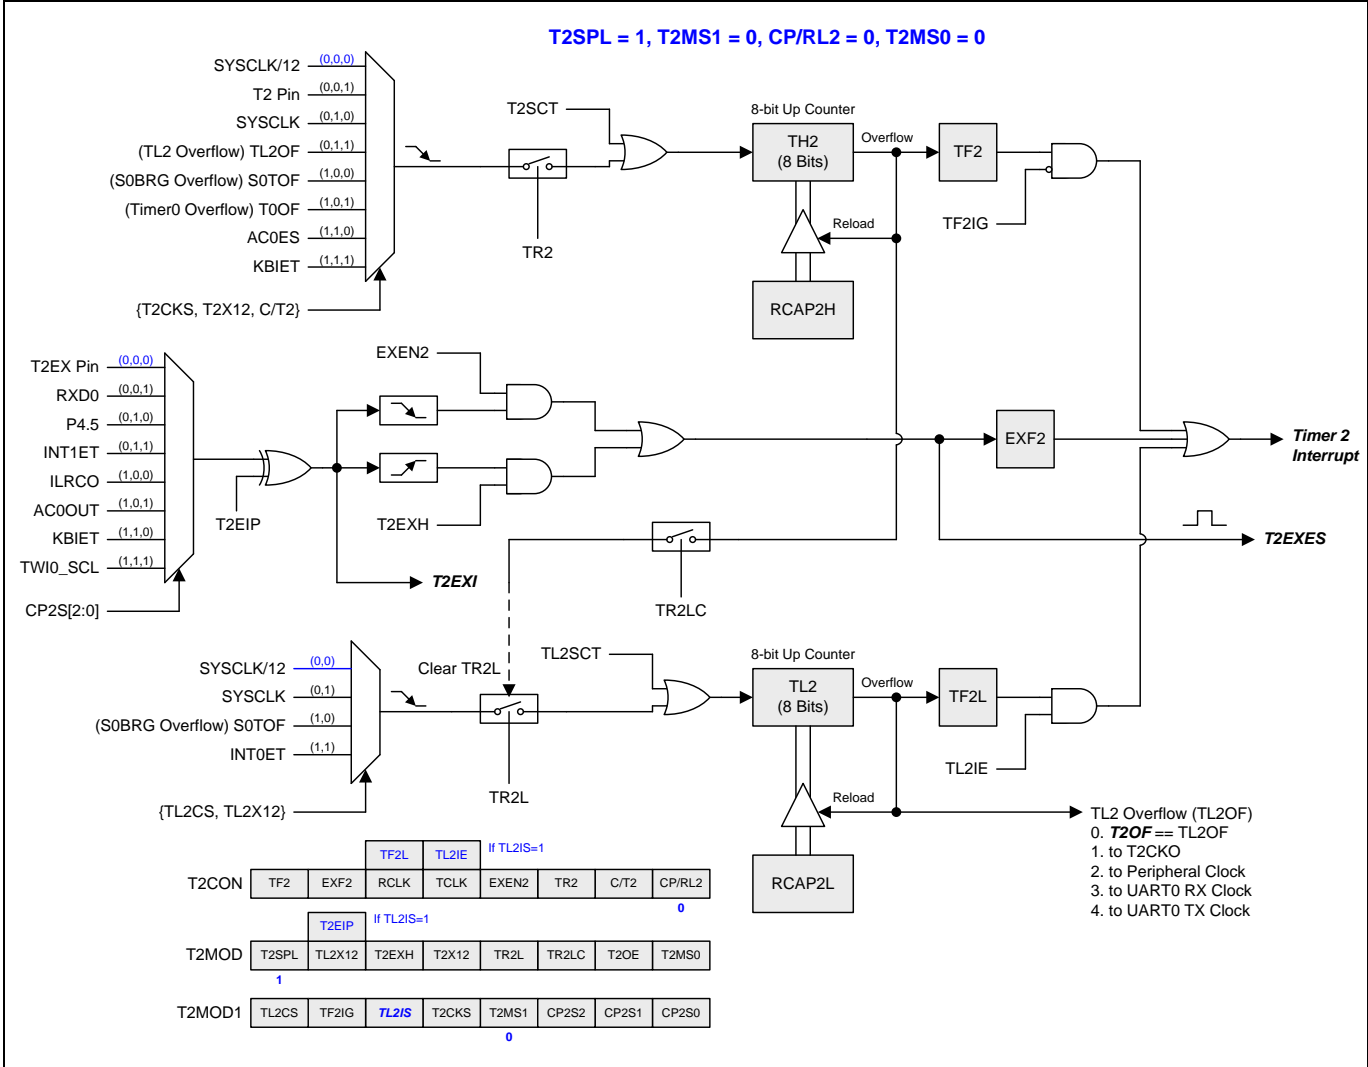 T2SPL = 1, T2MS1 = 0, CP/RL2 = 0, T2MS0 = 0
SYSCLK/12 (0,0,0)
T2 Pin (0,0,1)
SYSCLK (0,1,0)
(TL2 Overflow) TL2OF (0,1,1)
(S0BRG Overflow) S0TOF (1,0,0)
(Timer0 Overflow) T0OF (1,0,1)
AC0ES (1,1,0)
KBIET (1,1,1)
{T2CKS, T2X12, C/T2}
TR2
T2SCT
8-bit Up Counter
TH2
(8 Bits)
Overflow
TF2
TF2IG
Reload
RCAP2H
T2EX Pin (0,0,0)
RXD0 (0,0,1)
P4.5 (0,1,0)
INT1ET (0,1,1)
ILRCO (1,0,0)
AC0OUT (1,0,1)
KBIET (1,1,0)
TWI0_SCL (1,1,1)
CP2S[2:0]
T2EIP
EXEN2
T2EXH
T2EXI
EXF2
Timer 2
Interrupt
T2EXES
TR2LC
SYSCLK/12 (0,0)
SYSCLK (0,1)
(S0BRG Overflow) S0TOF (1,0)
INT0ET (1,1)
{TL2CS, TL2X12}
Clear TR2L
TR2L
TL2SCT
8-bit Up Counter
TL2
(8 Bits)
Overflow
TF2L
TL2IE
Reload
RCAP2L
TL2 Overflow (TL2OF)
0. T2OF == TL2OF
1. to T2CKO
2. to Peripheral Clock
3. to UART0 RX Clock
4. to UART0 TX Clock
TF2L TL2IE If TL2IS=1
T2CON TF2 EXF2 RCLK TCLK EXEN2 TR2 C/T2 CP/RL2
0
T2EIP If TL2IS=1
T2MOD T2SPL TL2X12 T2EXH T2X12 TR2L TR2LC T2OE T2MS0
1
T2MOD1 TL2CS TF2IG TL2IS T2CKS T2MS1 CP2S2 CP2S1 CP2S0
0